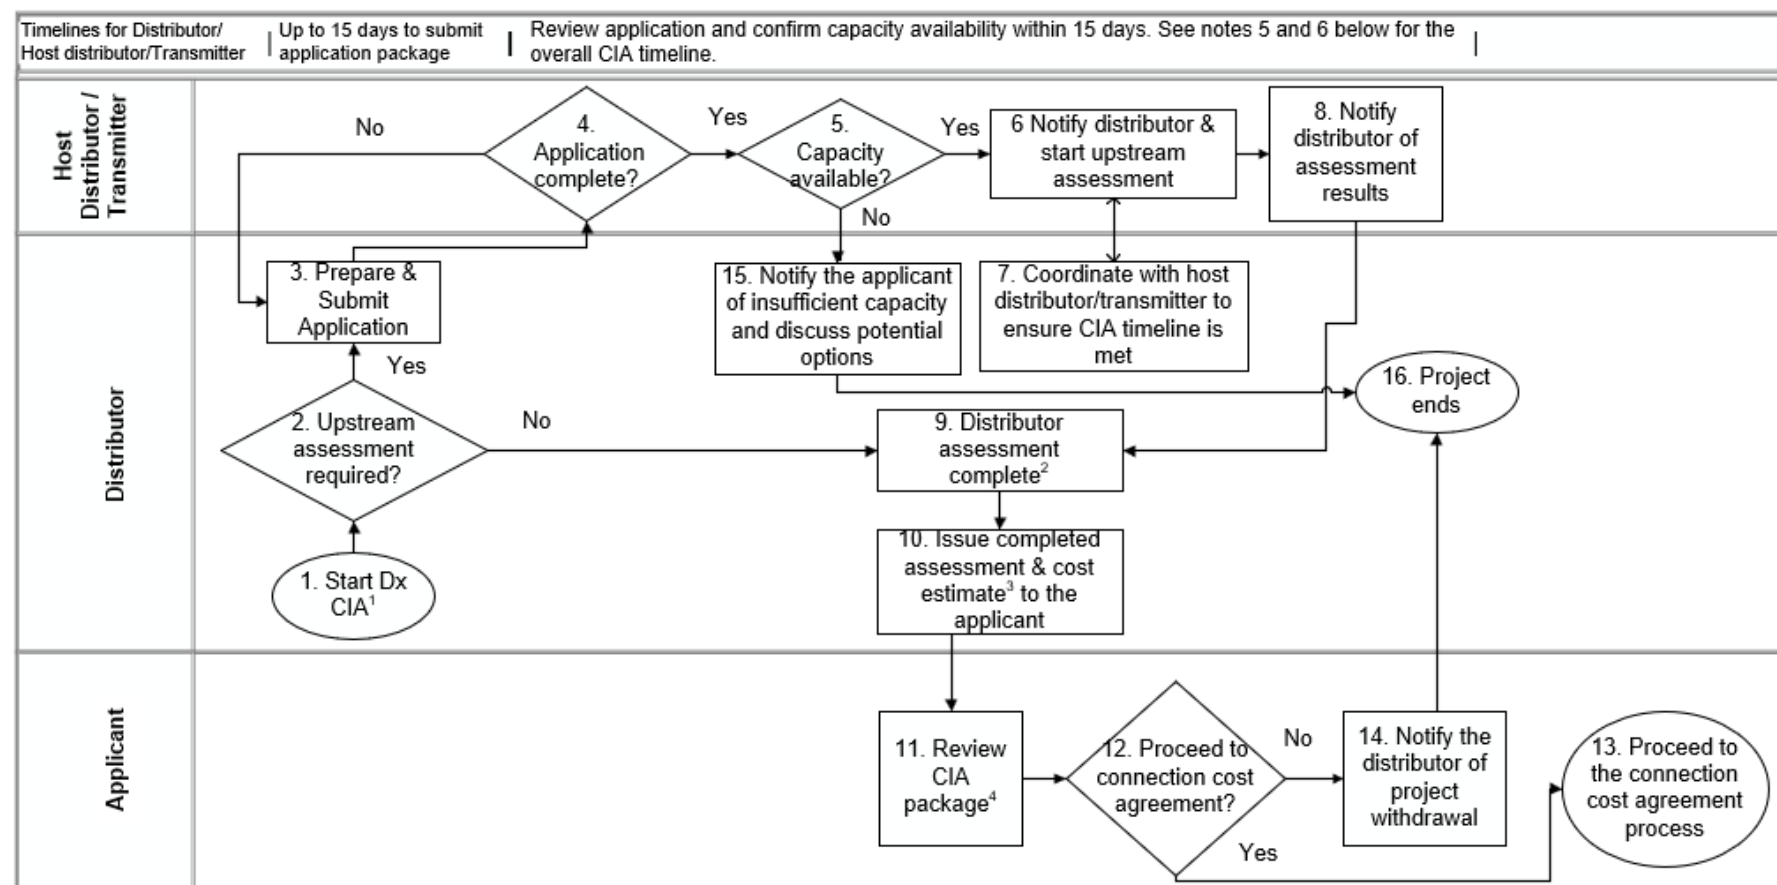 Timelines for Distributor/
Host distributor/Transmitter
Up to 15 days to submit
application package
Review application and confirm capacity availability within 15 days. See notes 5 and 6 below for the
overall CIA timeline.
Host
Distributor /
Transmitter
No
4.
Application
complete?
Yes
5.
Capacity
available?
Yes
No
6 Notify distributor &
start upstream
assessment
8. Notify
distributor of
assessment
results
Distributor
3. Prepare &
Submit
Application
Yes
15. Notify the applicant
of insufficient capacity
and discuss potential
options
7. Coordinate with host
distributor/transmitter to
ensure CIA timeline is
met
16. Project
ends
2. Upstream
assessment
required?
No
9. Distributor
assessment
complete²
1. Start Dx
CIA¹
10. Issue completed
assessment & cost
estimate³ to the
applicant
Applicant
11. Review
CIA
package⁴
12. Proceed to
connection cost
agreement?
No
Yes
14. Notify the
distributor of
project
withdrawal
13. Proceed to
the connection
cost agreement
process